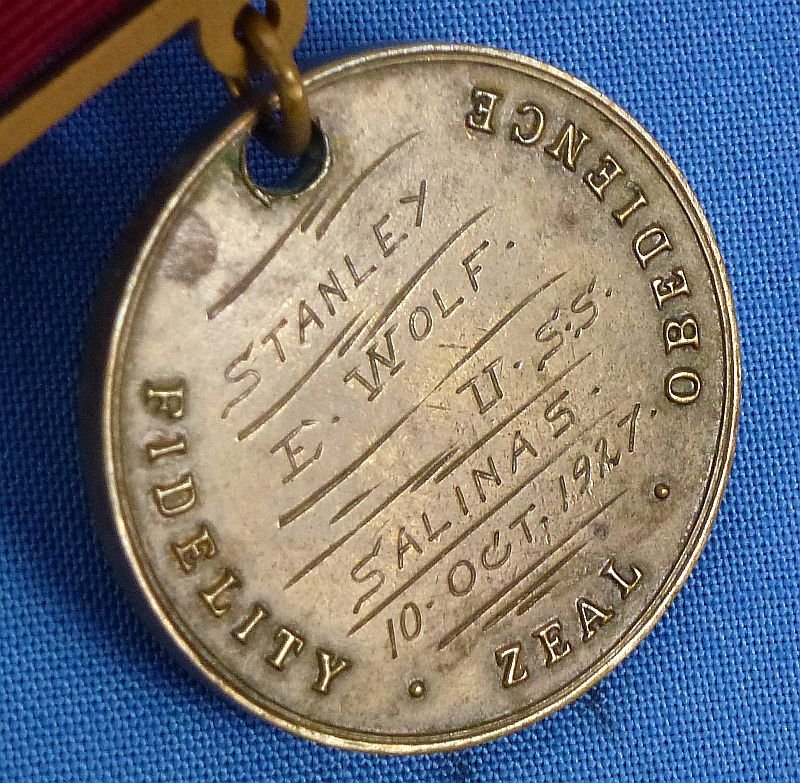 STANLEY
E. WOLF.
U.S.S.
SALINAS.
10-OCT, 1927.
FIDELITY • ZEAL • OBEDIENCE